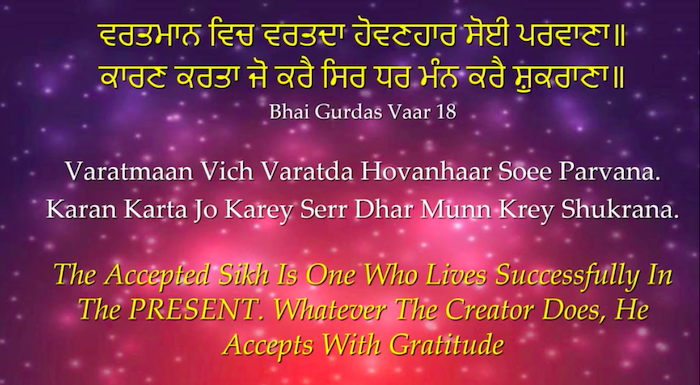 ਵਰਤਮਾਨ ਵਿਚ ਵਰਤਦਾ ਹੋਵਣਹਾਰ ਸੋਈ ਪਰਵਾਣਾ॥
ਕਾਰਣ ਕਰਤਾ ਜੋ ਕਰੈ ਸਿਰ ਧਰ ਮੰਨ ਕਰੈ ਸ਼ੁਕਰਾਣਾ॥
Bhai Gurdas Vaar 18
Varatmaan Vich Varatda Hovanhaar Soee Parvana.
Karan Karta Jo Karey Serr Dhar Munn Krey Shukrana.
The Accepted Sikh Is One Who Lives Successfully In
The PRESENT. Whatever The Creator Does, He
Accepts With Gratitude